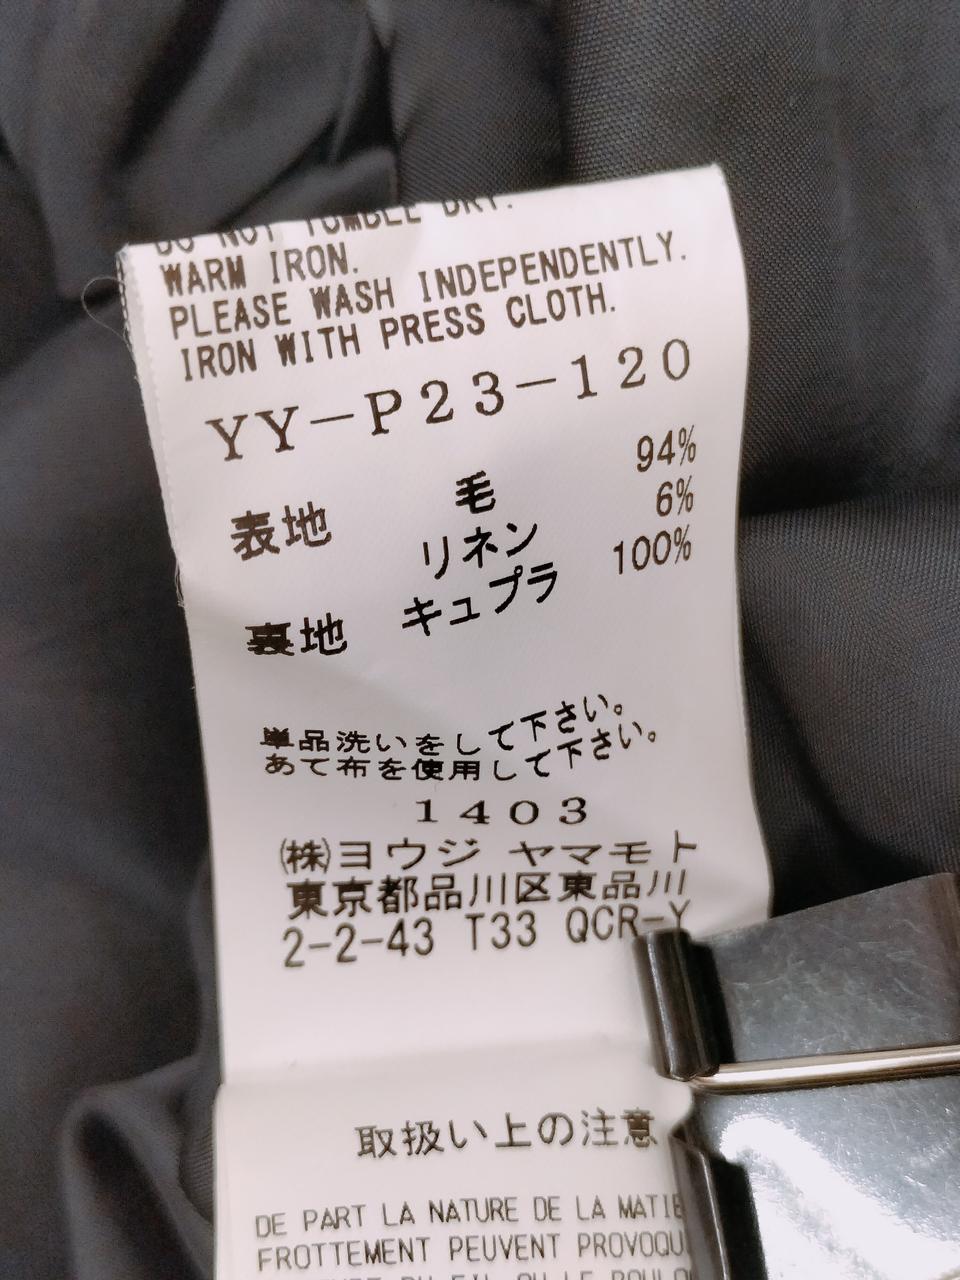 DO NOT TUMBLE DRY.
WARM IRON.
PLEASE WASH INDEPENDENTLY.
IRON WITH PRESS CLOTH.
YY-P23-120
表地 毛 94%
リネン 6%
裏地 キュプラ 100%
単品洗いをして下さい。
あて布を使用して下さい。
1403
㈱ヨウジ ヤマモト
東京都品川区東品川
2-2-43 T33 QCR-Y
取扱い上の注意
DE PART LA NATURE DE LA MATIE
FROTTEMENT PEUVENT PROVOQU